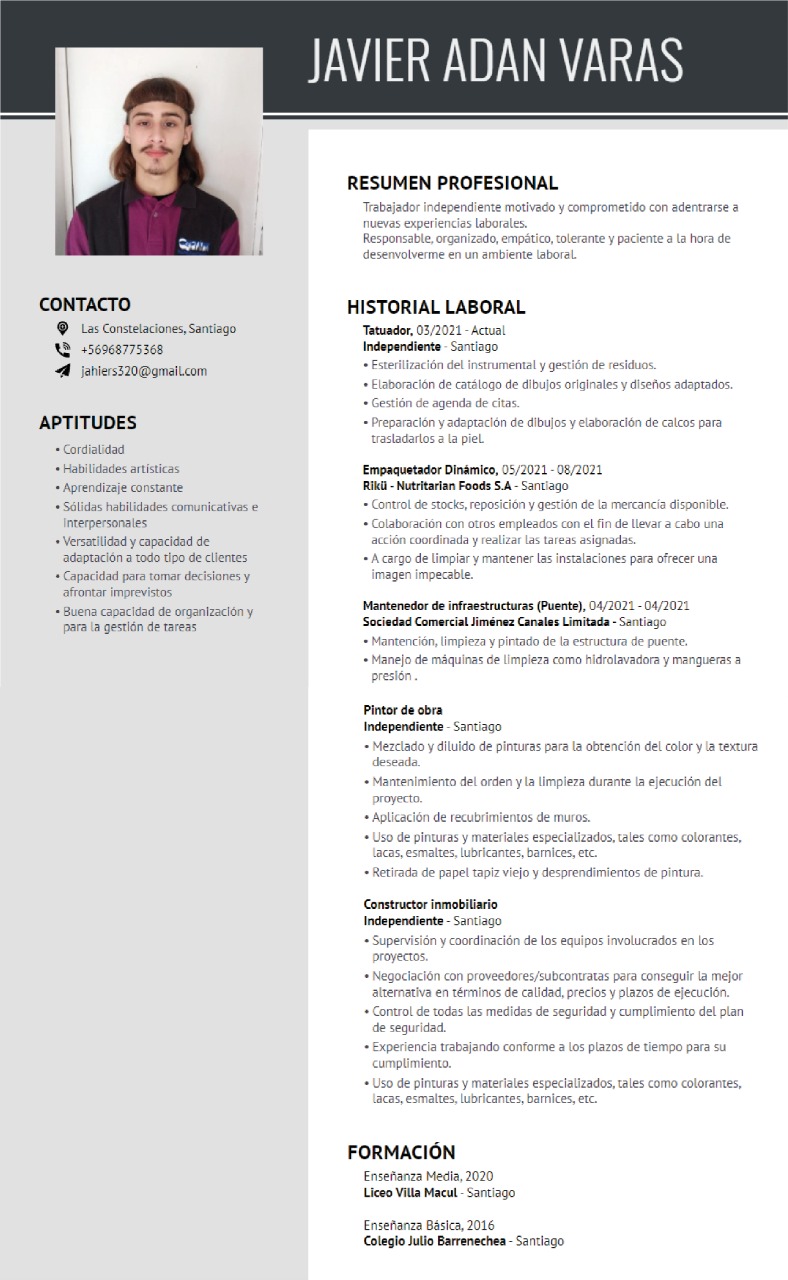 JAVIER ADAN VARAS
CONTACTO
Las Constelaciones, Santiago
+56968775368
jahiers320@gmail.com
APTITUDES
• Cordialidad
• Habilidades artísticas
• Aprendizaje constante
• Sólidas habilidades comunicativas e
interpersonales
• Versatilidad y capacidad de
adaptación a todo tipo de clientes
• Capacidad para tomar decisiones y
afrontar imprevistos
• Buena capacidad de organización y
para la gestión de tareas
RESUMEN PROFESIONAL
Trabajador independiente motivado y comprometido con adentrarse a
nuevas experiencias laborales.
Responsable, organizado, empático, tolerante y paciente a la hora de
desenvolverme en un ambiente laboral.
HISTORIAL LABORAL
Tatuador, 03/2021 - Actual
Independiente - Santiago
• Esterilización del instrumental y gestión de residuos.
• Elaboración de catálogo de dibujos originales y diseños adaptados.
• Gestión de agenda de citas.
• Preparación y adaptación de dibujos y elaboración de calcos para
trasladarlos a la piel.
Empaquetador Dinámico, 05/2021 - 08/2021
Rikü - Nutritarian Foods S.A - Santiago
• Control de stocks, reposición y gestión de la mercancía disponible.
• Colaboración con otros empleados con el fin de llevar a cabo una
acción coordinada y realizar las tareas asignadas.
• A cargo de limpiar y mantener las instalaciones para ofrecer una
imagen impecable.
Mantenedor de infraestructuras (Puente), 04/2021 - 04/2021
Sociedad Comercial Jiménez Canales Limitada - Santiago
• Mantención, limpieza y pintado de la estructura de puente.
• Manejo de máquinas de limpieza como hidrolavadora y mangueras a
presión .
Pintor de obra
Independiente - Santiago
• Mezclado y diluido de pinturas para la obtención del color y la textura
deseada.
• Mantenimiento del orden y la limpieza durante la ejecución del
proyecto.
• Aplicación de recubrimientos de muros.
• Uso de pinturas y materiales especializados, tales como colorantes,
lacas, esmaltes, lubricantes, barnices, etc.
• Retirada de papel tapiz viejo y desprendimientos de pintura.
Constructor inmobiliario
Independiente - Santiago
• Supervisión y coordinación de los equipos involucrados en los
proyectos.
• Negociación con proveedores/subcontratas para conseguir la mejor
alternativa en términos de calidad, precios y plazos de ejecución.
• Control de todas las medidas de seguridad y cumplimiento del plan
de seguridad.
• Experiencia trabajando conforme a los plazos de tiempo para su
cumplimiento.
• Uso de pinturas y materiales especializados, tales como colorantes,
lacas, esmaltes, lubricantes, barnices, etc.
FORMACIÓN
Enseñanza Media, 2020
Liceo Villa Macul - Santiago
Enseñanza Básica, 2016
Colegio Julio Barrenechea - Santiago